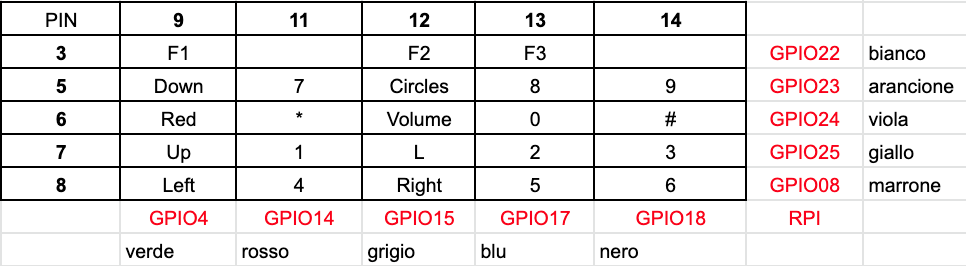 PIN 9 11 12 13 14
3 F1 F2 F3 GPIO22 bianco
5 Down 7 Circles 8 9 GPIO23 arancione
6 Red * Volume 0 # GPIO24 viola
7 Up 1 L 2 3 GPIO25 giallo
8 Left 4 Right 5 6 GPIO08 marrone
GPIO4 GPIO14 GPIO15 GPIO17 GPIO18 RPI
verde rosso grigio blu nero